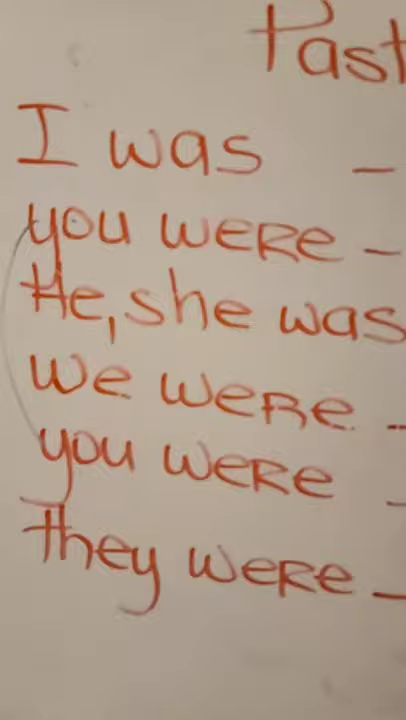 Past
I was -
you were -
He, she was
we were -
you were -
they were -